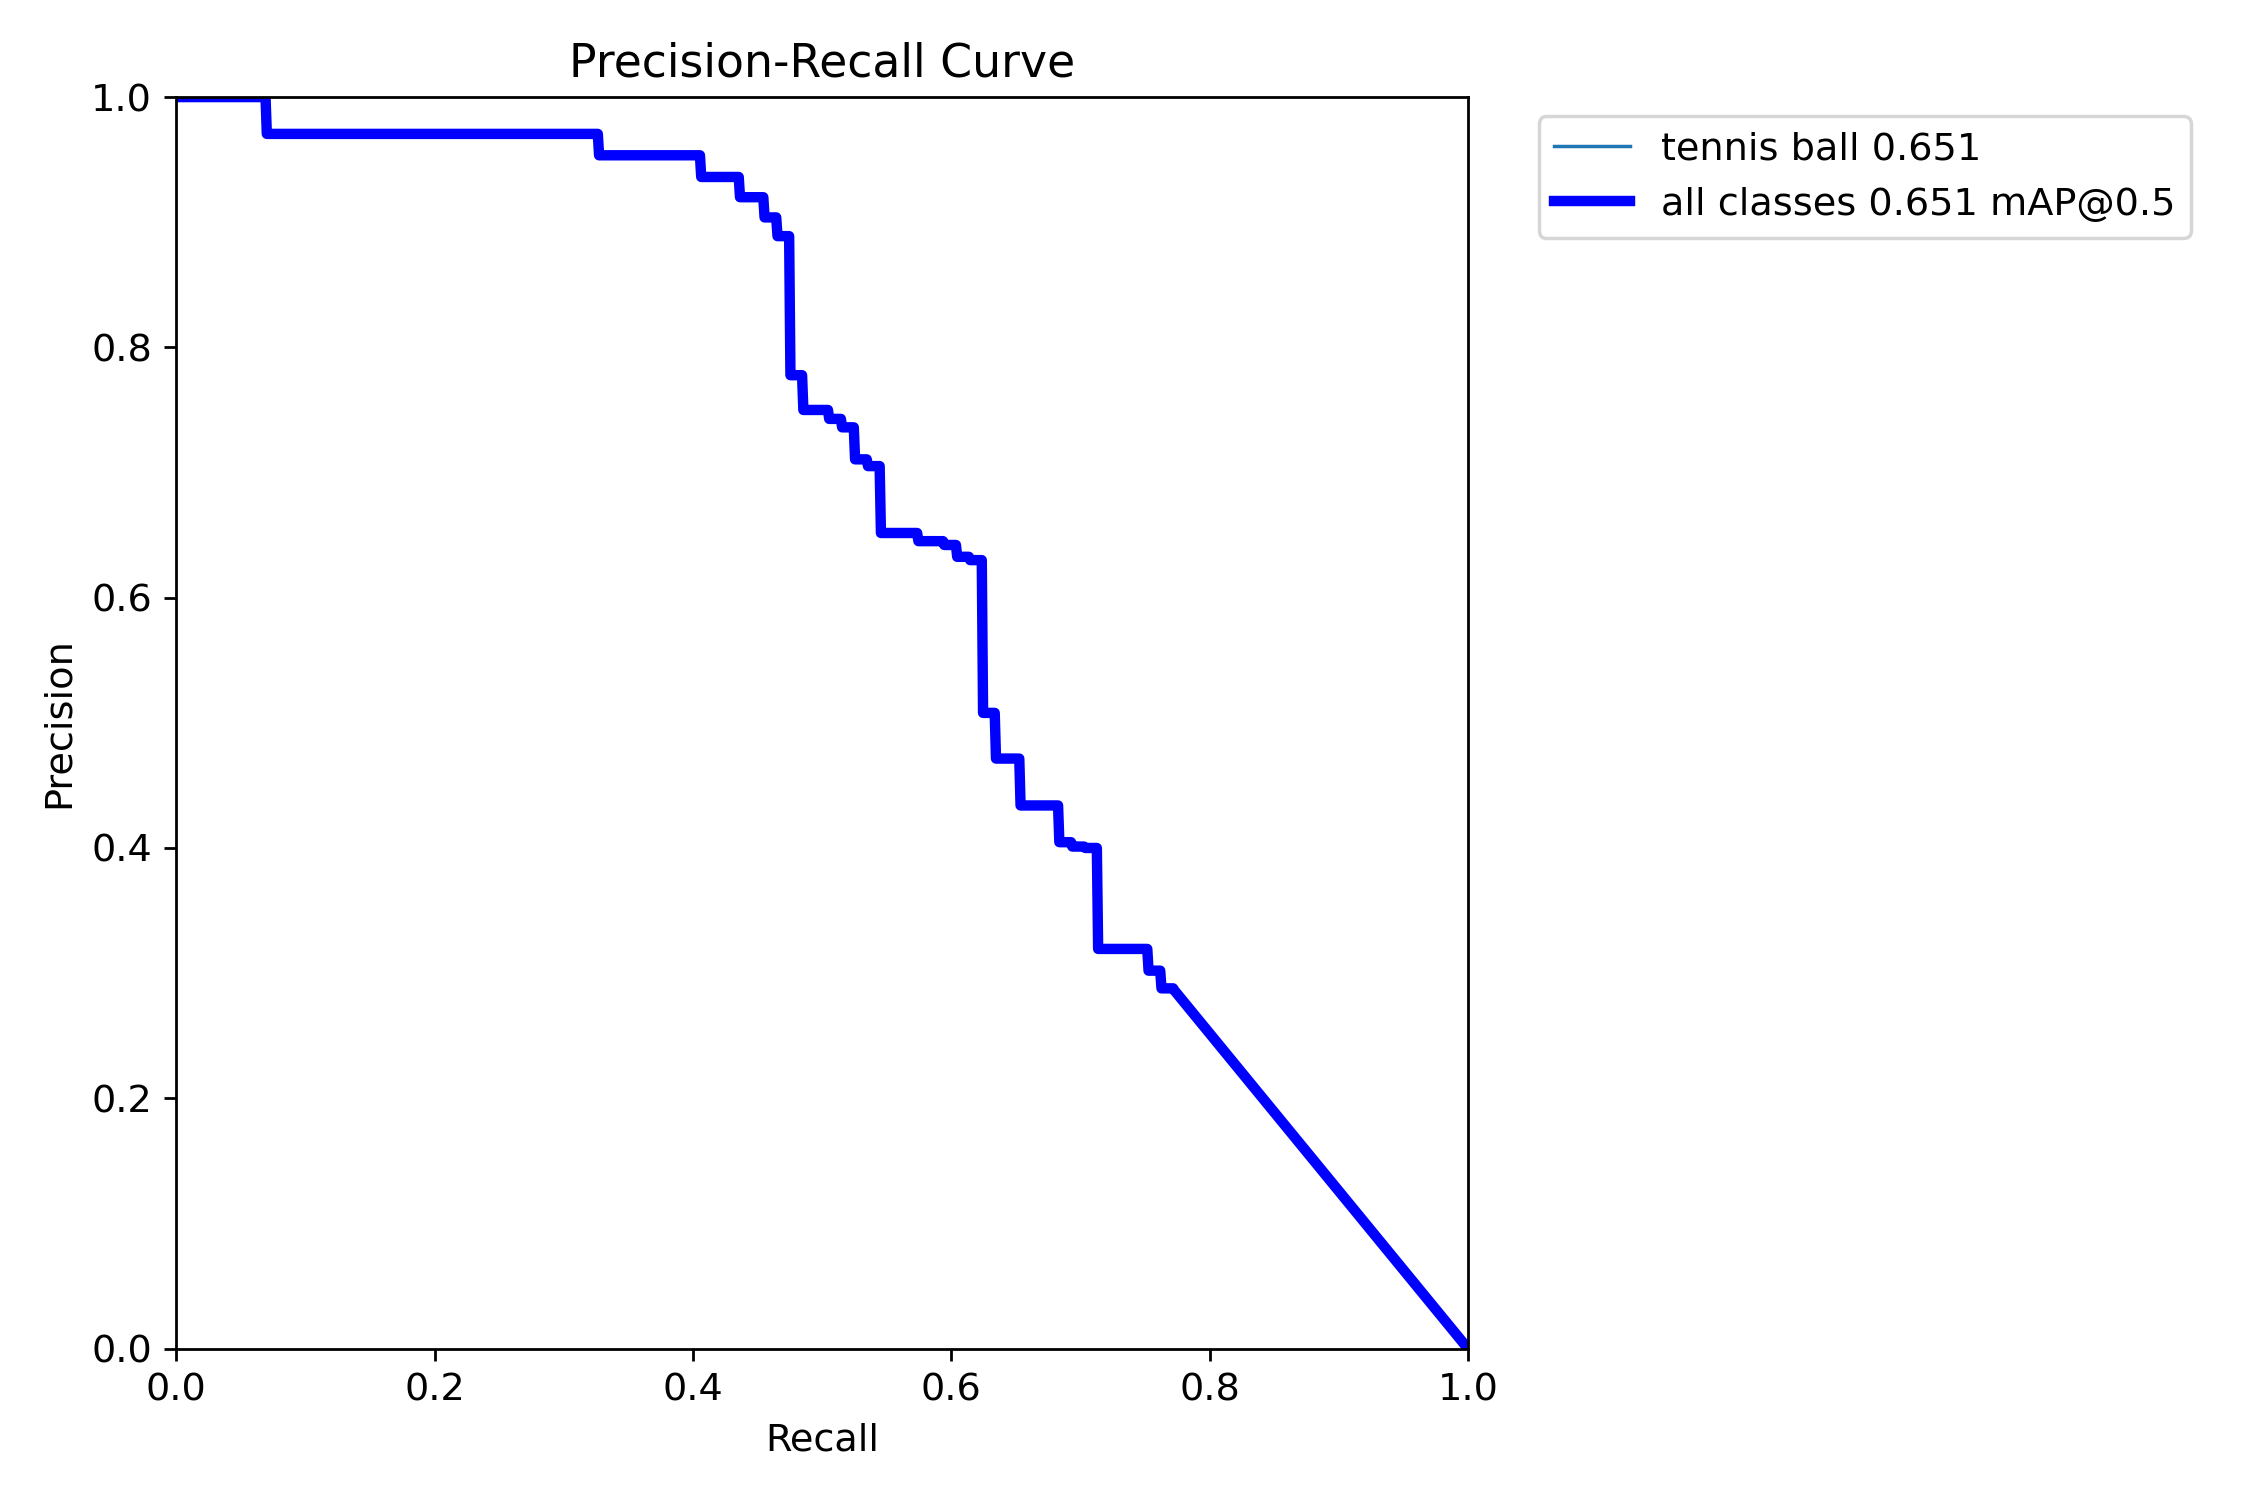 Precision-Recall Curve
1.0
0.8
0.6
0.4
0.2
0.0
Precision
0.0 0.2 0.4 0.6 0.8 1.0
Recall
tennis ball 0.651
all classes 0.651 mAP@0.5